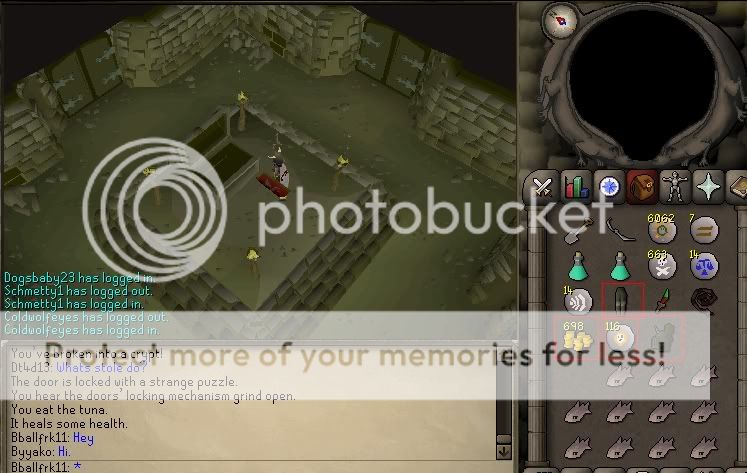 photobucket
Protect more of your memories for less!
Dogsbaby23 has logged in.
Schmetty1 has logged out.
Schmetty1 has logged in.
Coldwolfeyes has logged out.
Coldwolfeyes has logged in.
You've broken into a crypt!
Dt4d13: Whats stole do?
The door is locked with a strange puzzle.
You hear the doors' locking mechanism grind open.
You eat the tuna.
It heals some health.
Bballfrk11: Hey
Byyako: Hi.
Bballfrk11: *
6062
7
663
14
14
698
116